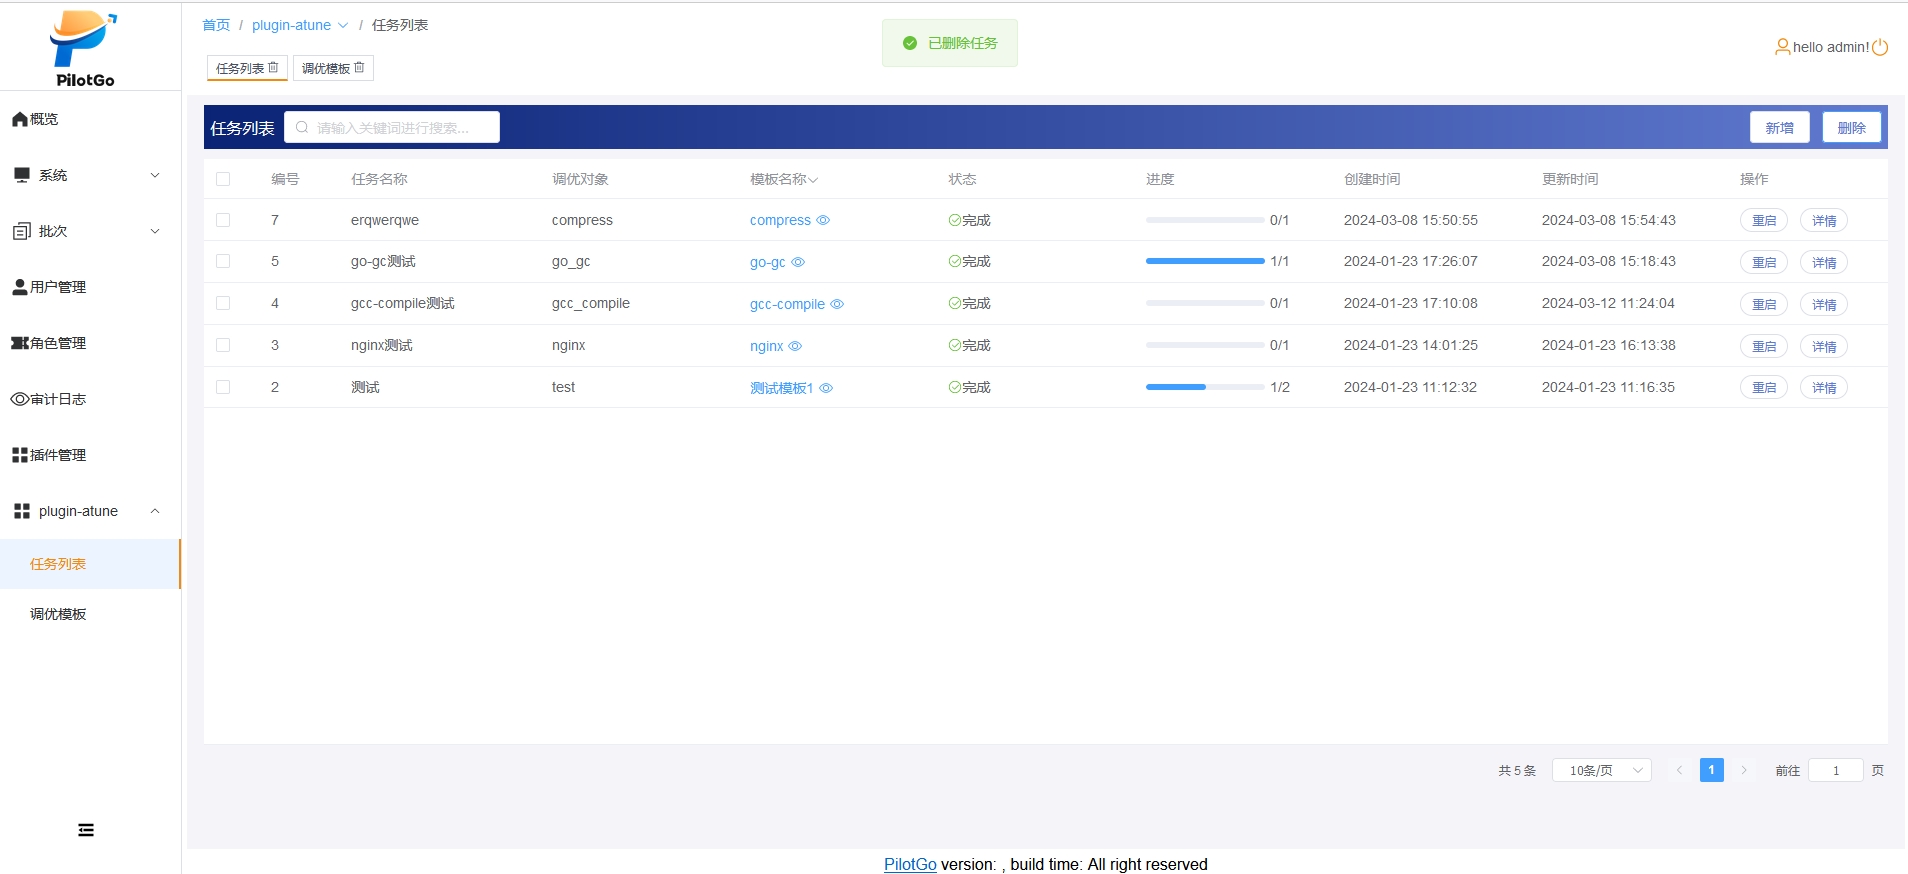 PilotGo
首页 / plugin-atune / 任务列表
已删除任务
hello admin!
任务列表 调优模板
概览
系统
批次
用户管理
角色管理
审计日志
插件管理
plugin-atune
任务列表
调优模板
任务列表 请输入关键词进行搜索... 新增 删除
编号 任务名称 调优对象 模板名称 状态 进度 创建时间 更新时间 操作
7 erqwerqwe compress compress 完成 0/1 2024-03-08 15:50:55 2024-03-08 15:54:43 重启 详情
5 go-gc测试 go_gc go-gc 完成 1/1 2024-01-23 17:26:07 2024-03-08 15:18:43 重启 详情
4 gcc-compile测试 gcc_compile gcc-compile 完成 0/1 2024-01-23 17:10:08 2024-03-12 11:24:04 重启 详情
3 nginx测试 nginx nginx 完成 0/1 2024-01-23 14:01:25 2024-01-23 16:13:38 重启 详情
2 测试 test 测试模板1 完成 1/2 2024-01-23 11:12:32 2024-01-23 11:16:35 重启 详情
共 5 条 10条/页 1 前往 1 页
PilotGo version: , build time: All right reserved